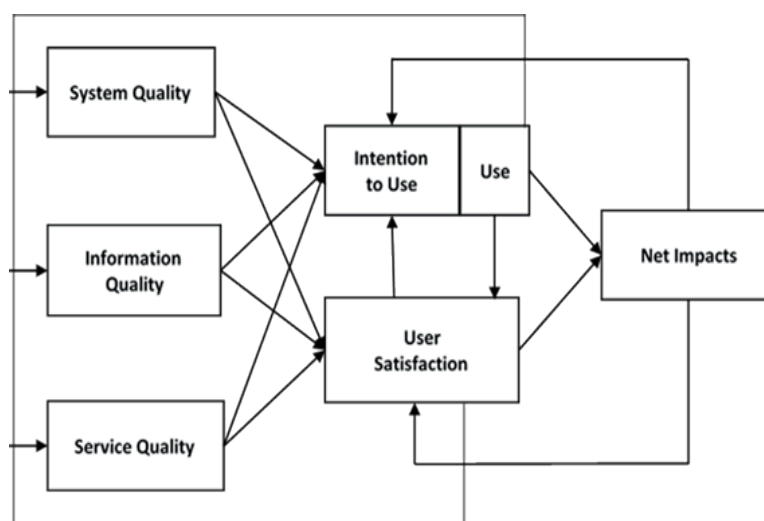 System Quality
Intention
to Use
Use
Information
Quality
Net Impacts
User
Satisfaction
Service Quality